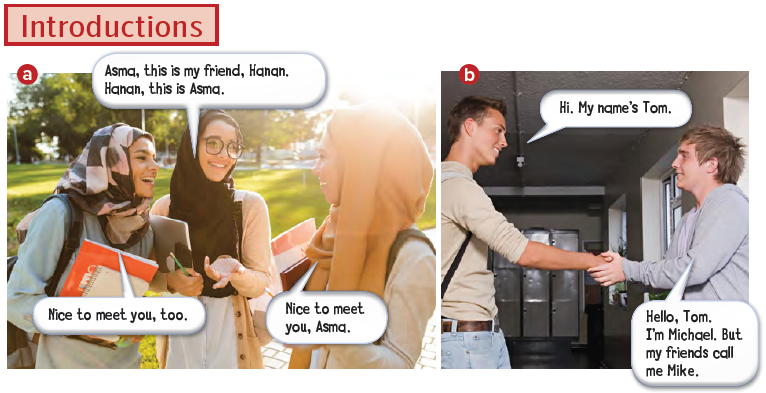 Introductions
a
Asma, this is my friend, Hanan.
Hanan, this is Asma.
Nice to meet
you, Asma.
Nice to meet you, too.
b
Hi. My name's Tom.
Hello, Tom.
I'm Michael. But
my friends call
me Mike.